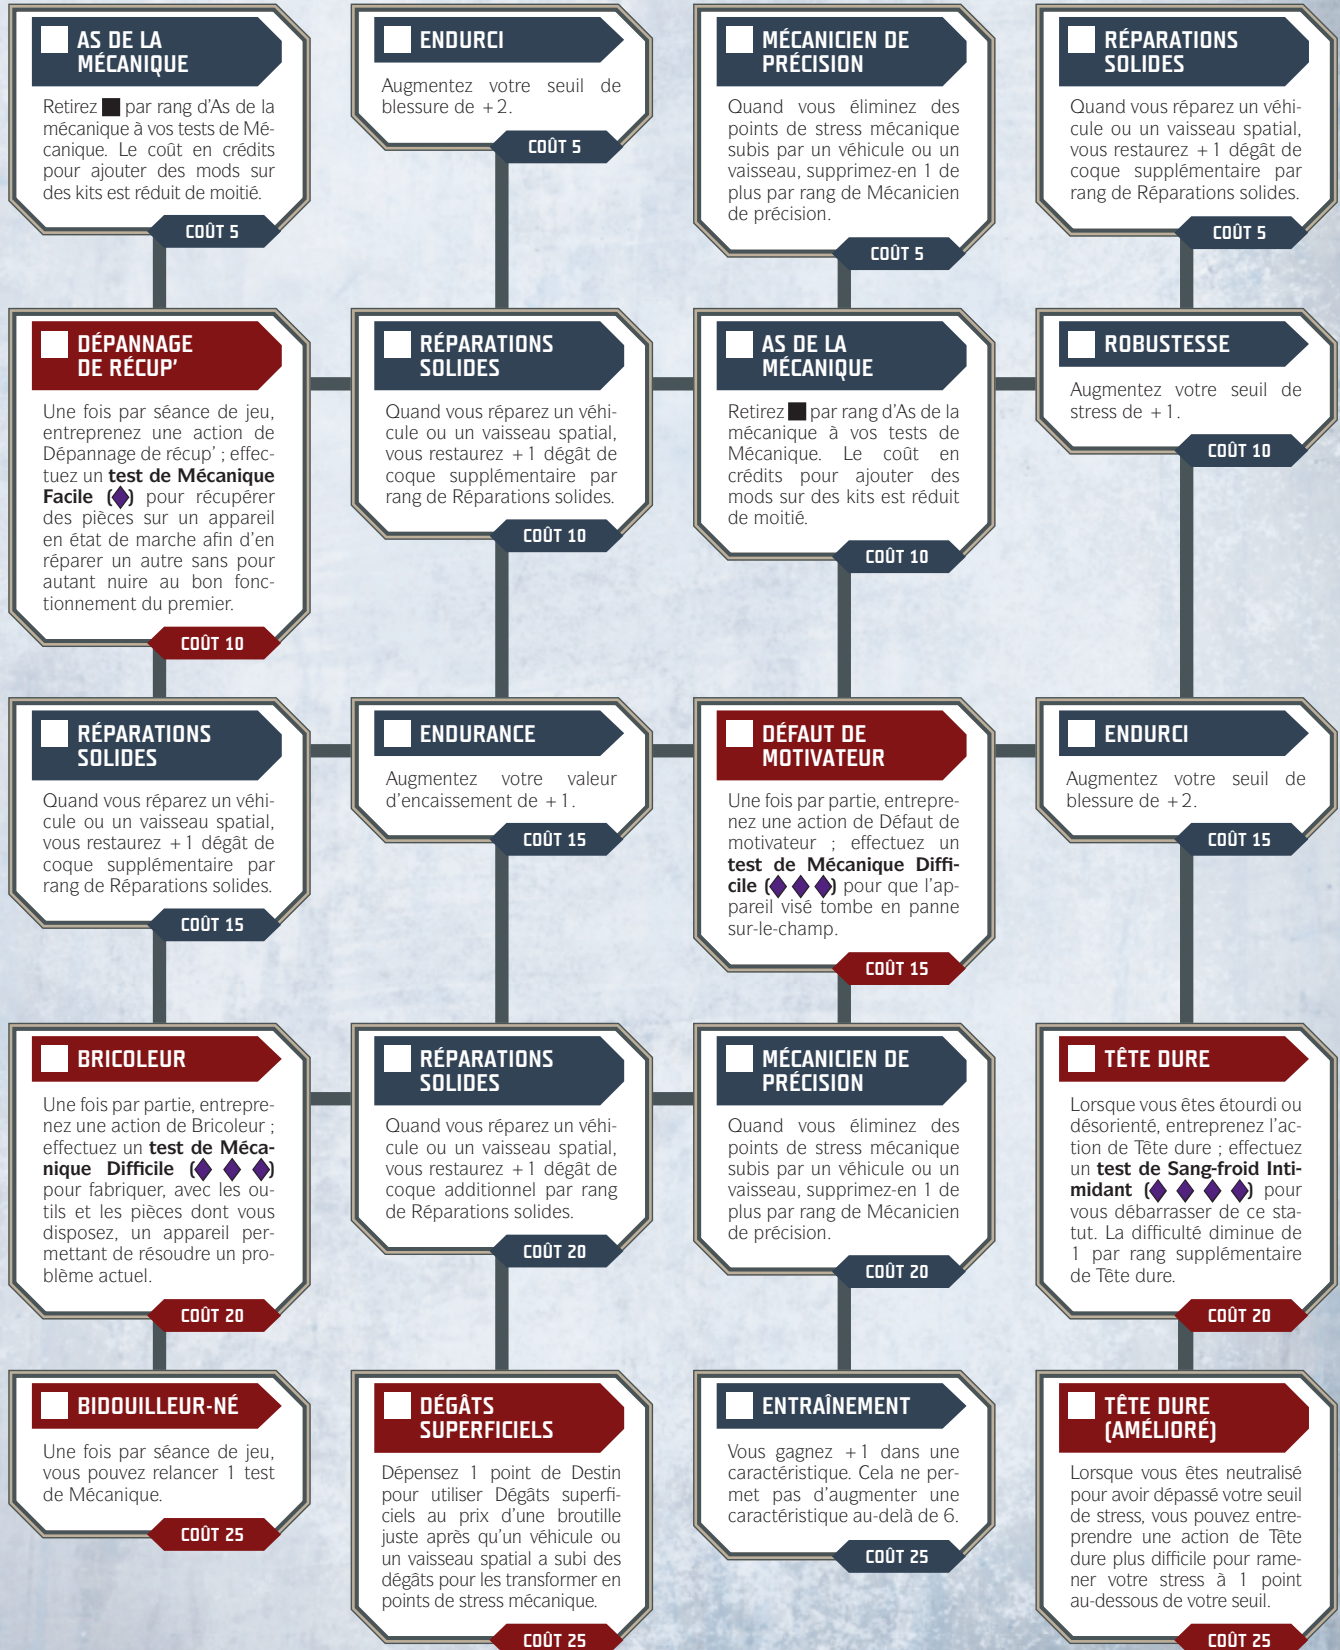 AS DE LA
MÉCANIQUE
Retirez ■ par rang d'As de la
mécanique à vos tests de Mé-
canique. Le coût en crédits
pour ajouter des mods sur
des kits est réduit de moitié.
COÛT 5
ENDURCI
Augmentez votre seuil de
blessure de +2.
COÛT 5
MÉCANICIEN DE
PRÉCISION
Quand vous éliminez des
points de stress mécanique
subis par un véhicule ou un
vaisseau, supprimez-en 1 de
plus par rang de Mécanicien
de précision.
COÛT 5
RÉPARATIONS
SOLIDES
Quand vous réparez un véhi-
cule ou un vaisseau spatial,
vous restaurez +1 dégât de
coque supplémentaire par
rang de Réparations solides.
COÛT 5
DÉPANNAGE
DE RÉCUP'
Une fois par séance de jeu,
entreprenez une action de
Dépannage de récup' ; effec-
tuez un test de Mécanique
Facile (◆) pour récupérer
des pièces sur un appareil
en état de marche afin d'en
réparer un autre sans pour
autant nuire au bon fonc-
tionnement du premier.
COÛT 10
RÉPARATIONS
SOLIDES
Quand vous réparez un véhi-
cule ou un vaisseau spatial,
vous restaurez +1 dégât de
coque supplémentaire par
rang de Réparations solides.
COÛT 10
AS DE LA
MÉCANIQUE
Retirez ■ par rang d'As de la
mécanique à vos tests de
Mécanique. Le coût en
crédits pour ajouter des
mods sur des kits est réduit
de moitié.
COÛT 10
ROBUSTESSE
Augmentez votre seuil de
stress de +1.
COÛT 10
RÉPARATIONS
SOLIDES
Quand vous réparez un véhi-
cule ou un vaisseau spatial,
vous restaurez +1 dégât de
coque supplémentaire par
rang de Réparations solides.
COÛT 15
ENDURANCE
Augmentez votre valeur
d'encaissement de +1.
COÛT 15
DÉFAUT DE
MOTIVATEUR
Une fois par partie, entrepre-
nez une action de Défaut de
motivateur ; effectuez un
test de Mécanique Diffi-
cile (◆ ◆ ◆) pour que l'ap-
pareil visé tombe en panne
sur-le-champ.
COÛT 15
ENDURCI
Augmentez votre seuil de
blessure de +2.
COÛT 15
BRICOLEUR
Une fois par partie, entrepre-
nez une action de Bricoleur ;
effectuez un test de Méca-
nique Difficile (◆ ◆ ◆)
pour fabriquer, avec les ou-
tils et les pièces dont vous
disposez, un appareil per-
mettant de résoudre un pro-
blème actuel.
COÛT 20
RÉPARATIONS
SOLIDES
Quand vous réparez un véhi-
cule ou un vaisseau spatial,
vous restaurez +1 dégât de
coque additionnel par rang
de Réparations solides.
COÛT 20
MÉCANICIEN DE
PRÉCISION
Quand vous éliminez des
points de stress mécanique
subis par un véhicule ou un
vaisseau, supprimez-en 1 de
plus par rang de Mécanicien
de précision.
COÛT 20
TÊTE DURE
Lorsque vous êtes étourdi ou
désorienté, entreprenez l'ac-
tion de Tête dure ; effectuez
un test de Sang-froid Inti-
midant (◆ ◆ ◆ ◆) pour
vous débarrasser de ce sta-
tut. La difficulté diminue de
1 par rang supplémentaire
de Tête dure.
COÛT 20
BIDOUILLEUR-NÉ
Une fois par séance de jeu,
vous pouvez relancer 1 test
de Mécanique.
COÛT 25
DÉGÂTS
SUPERFICIELS
Dépensez 1 point de Destin
pour utiliser Dégâts superfi-
ciels au prix d'une broutille
juste après qu'un véhicule ou
un vaisseau spatial a subi des
dégâts pour les transformer en
points de stress mécanique.
COÛT 25
ENTRAÎNEMENT
Vous gagnez +1 dans une
caractéristique. Cela ne per-
met pas d'augmenter une
caractéristique au-delà de 6.
COÛT 25
TÊTE DURE
(AMÉLIORÉ)
Lorsque vous êtes neutralisé
pour avoir dépassé votre seuil
de stress, vous pouvez entre-
prendre une action de Tête
dure plus difficile pour rame-
ner votre stress à 1 point
au-dessous de votre seuil.
COÛT 25